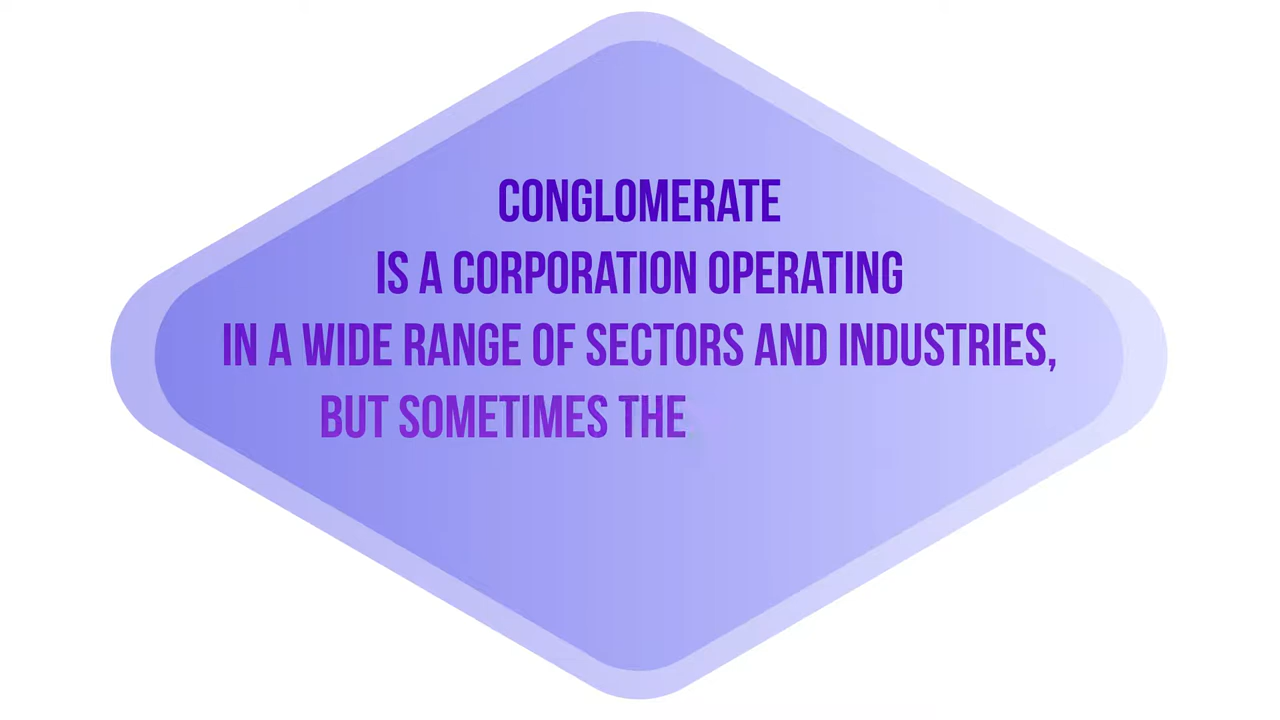 CONGLOMERATE
IS A CORPORATION OPERATING
IN A WIDE RANGE OF SECTORS AND INDUSTRIES,
BUT SOMETIMES THE